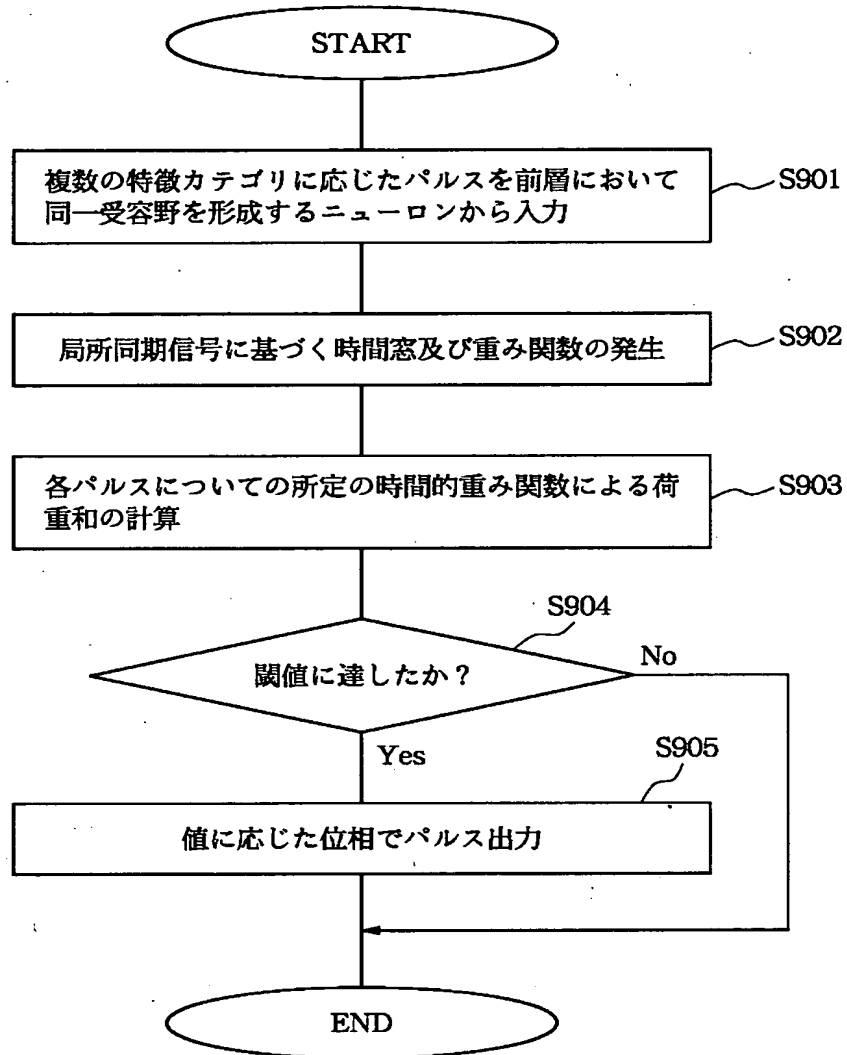 START
複数の特徴カテゴリに応じたパルスを前層において
同一受容野を形成するニューロンから入力
S901
局所同期信号に基づく時間窓及び重み関数の発生
S902
各パルスについての所定の時間的重み関数による荷
重和の計算
S903
S904
閾値に達したか？
No
Yes
S905
値に応じた位相でパルス出力
END